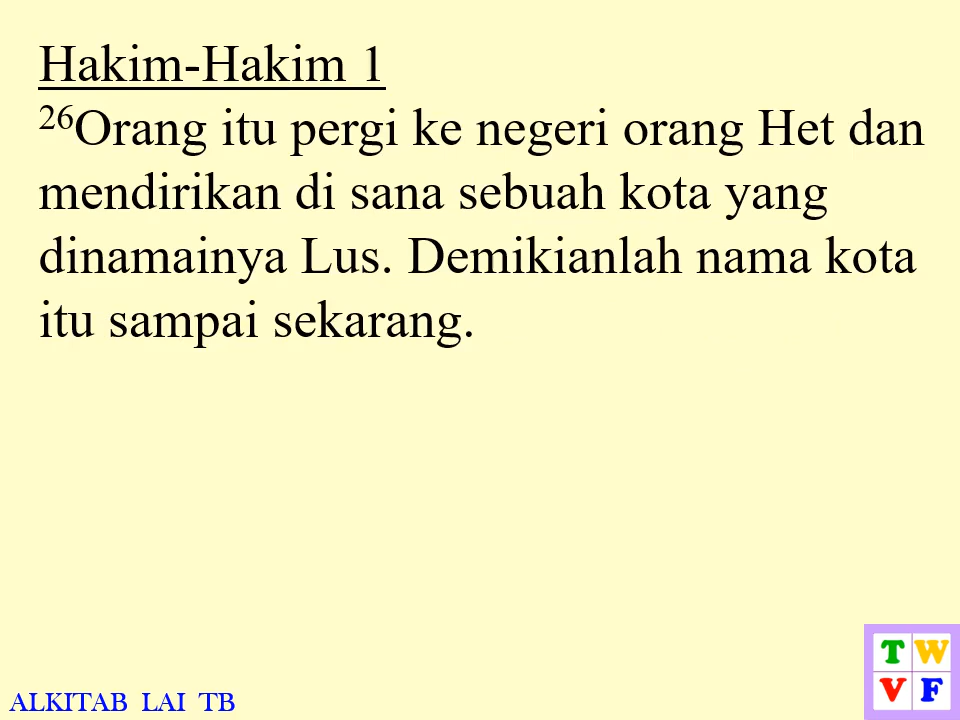 Hakim-Hakim 1
26Orang itu pergi ke negeri orang Het dan
mendirikan di sana sebuah kota yang
dinamainya Lus. Demikianlah nama kota
itu sampai sekarang.
T W
V F
ALKITAB LAI TB